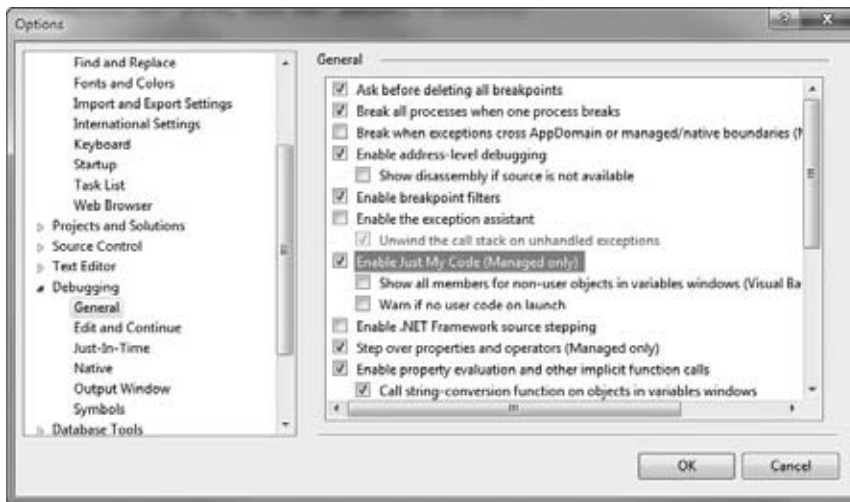 Options
Find and Replace
Fonts and Colors
Import and Export Settings
International Settings
Keyboard
Startup
Task List
Web Browser
Projects and Solutions
Source Control
Text Editor
Debugging
General
Edit and Continue
Just-In-Time
Native
Output Window
Symbols
Database Tools
General
Ask before deleting all breakpoints
Break all processes when one process breaks
Break when exceptions cross AppDomain or managed/native boundaries (
Enable address-level debugging
Show disassembly if source is not available
Enable breakpoint filters
Enable the exception assistant
Unwind the call stack on unhandled exceptions
Enable Just My Code (Managed only)
Show all members for non-user objects in variables windows (Visual Ba
Warn if no user code on launch
Enable .NET Framework source stepping
Step over properties and operators (Managed only)
Enable property evaluation and other implicit function calls
Call string-conversion function on objects in variables windows
OK
Cancel